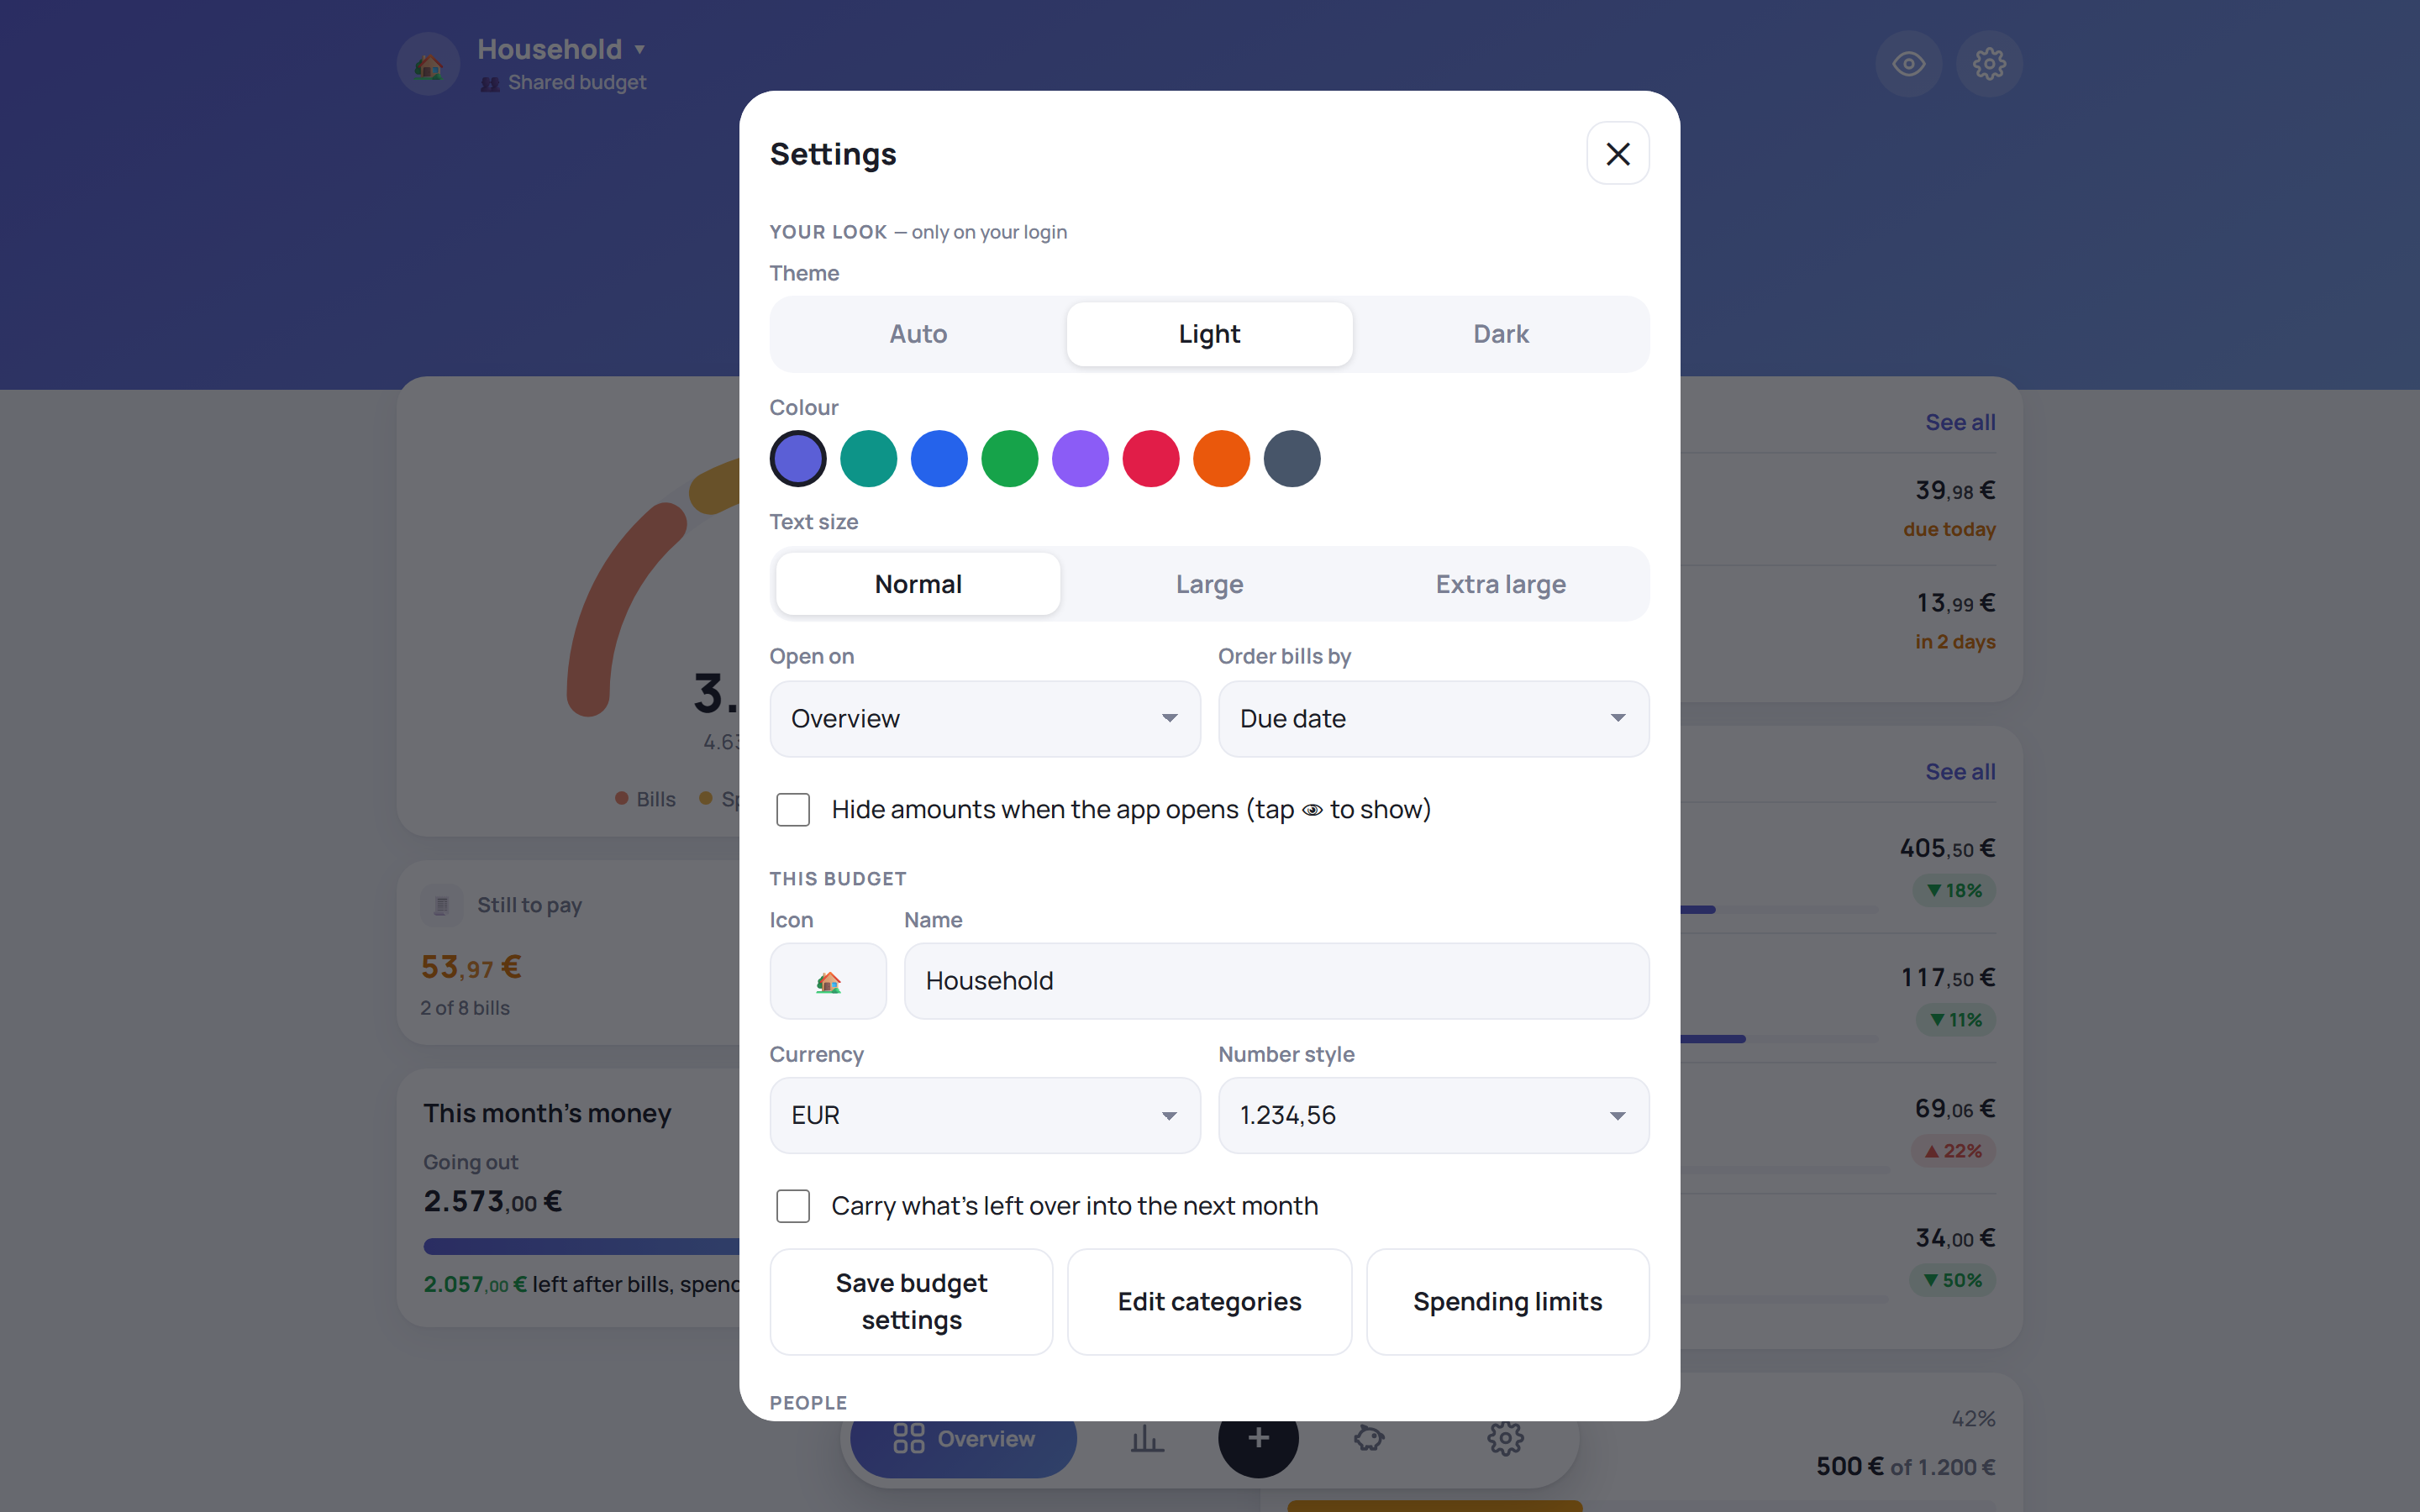 Household ▼
Shared budget
Settings
YOUR LOOK – only on your login
Theme
Auto Light Dark
Colour
Text size
Normal Large Extra large
Open on Order bills by
Overview Due date
Hide amounts when the app opens (tap 👁 to show)
THIS BUDGET
Icon Name
Household
Currency Number style
EUR 1.234,56
Carry what's left over into the next month
Save budget settings
Edit categories
Spending limits
PEOPLE
3.
Bills
Still to pay
53,97 €
2 of 8 bills
This month's money
Going out
2.573,00 €
2.057,00 € left after bills,
See all
39,98 €
due today
13,99 €
in 2 days
See all
405,50 €
▼ 18%
117,50 €
▼ 11%
69,06 €
▲ 22%
34,00 €
▼ 50%
42%
500 € of 1.200 €
Overview
+